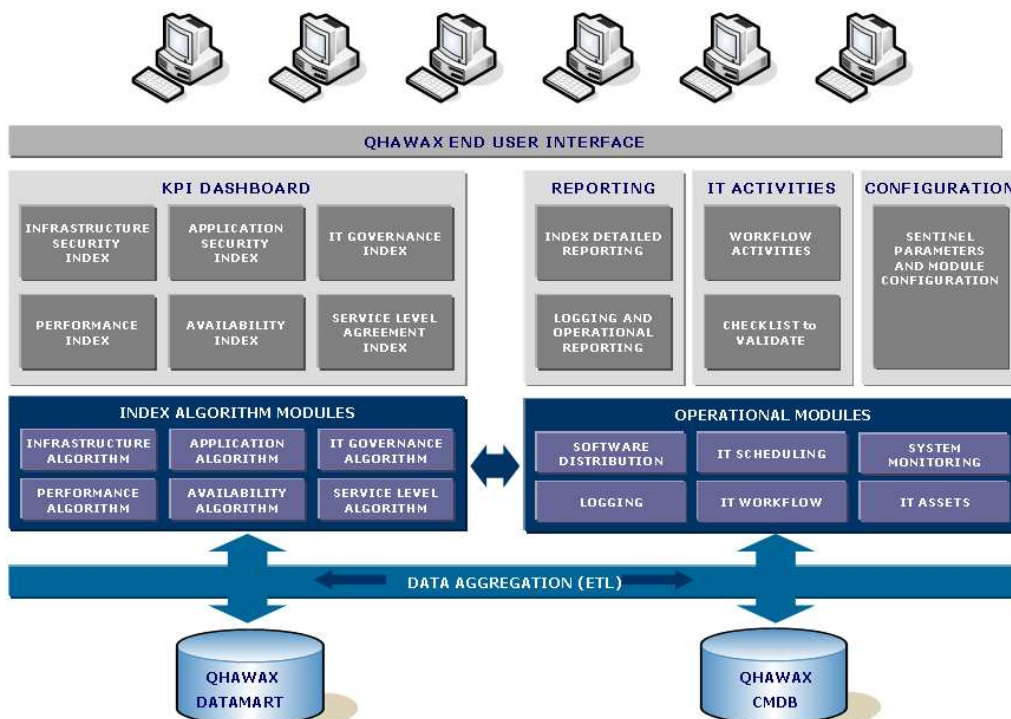 QHAWAX END USER INTERFACE
KPI DASHBOARD
INFRASTRUCTURE
SECURITY
INDEX
APPLICATION
SECURITY
INDEX
IT GOVERNANCE
INDEX
PERFORMANCE
INDEX
AVAILABILITY
INDEX
SERVICE LEVEL
AGREEMENT
INDEX
REPORTING
INDEX DETAILED
REPORTING
LOGGING AND
OPERATIONAL
REPORTING
IT ACTIVITIES
WORKFLOW
ACTIVITIES
CHECKLIST to
VALIDATE
CONFIGURATION
SENTINEL
PARAMETERS
AND MODULE
CONFIGURATION
INDEX ALGORITHM MODULES
INFRASTRUCTURE
ALGORITHM
APPLICATION
ALGORITHM
IT GOVERNANCE
ALGORITHM
PERFORMANCE
ALGORITHM
AVAILABILITY
ALGORITHM
SERVICE LEVEL
ALGORITHM
OPERATIONAL MODULES
SOFTWARE
DISTRIBUTION
IT SCHEDULING
SYSTEM
MONITORING
LOGGING
IT WORKFLOW
IT ASSETS
DATA AGGREGATION (ETL)
QHAWAX
DATAMART
QHAWAX
CMDB